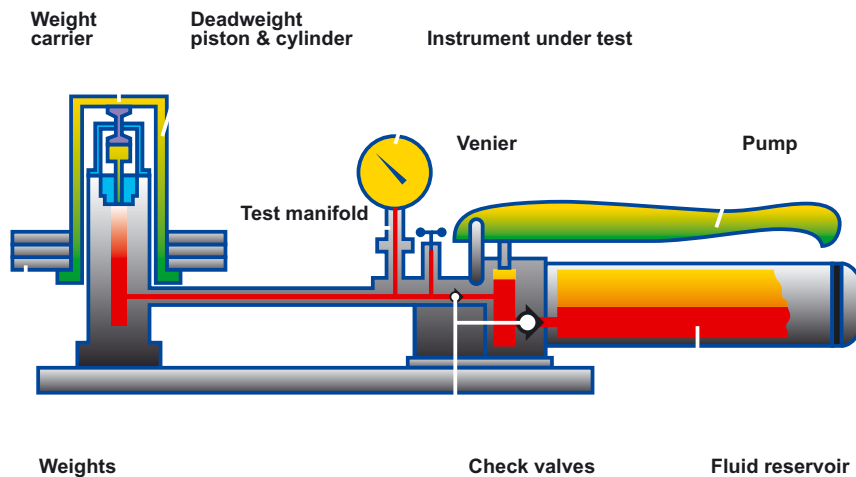 Weight
carrier
Deadweight
piston & cylinder
Instrument under test
Venier
Pump
Test manifold
Weights
Check valves
Fluid reservoir